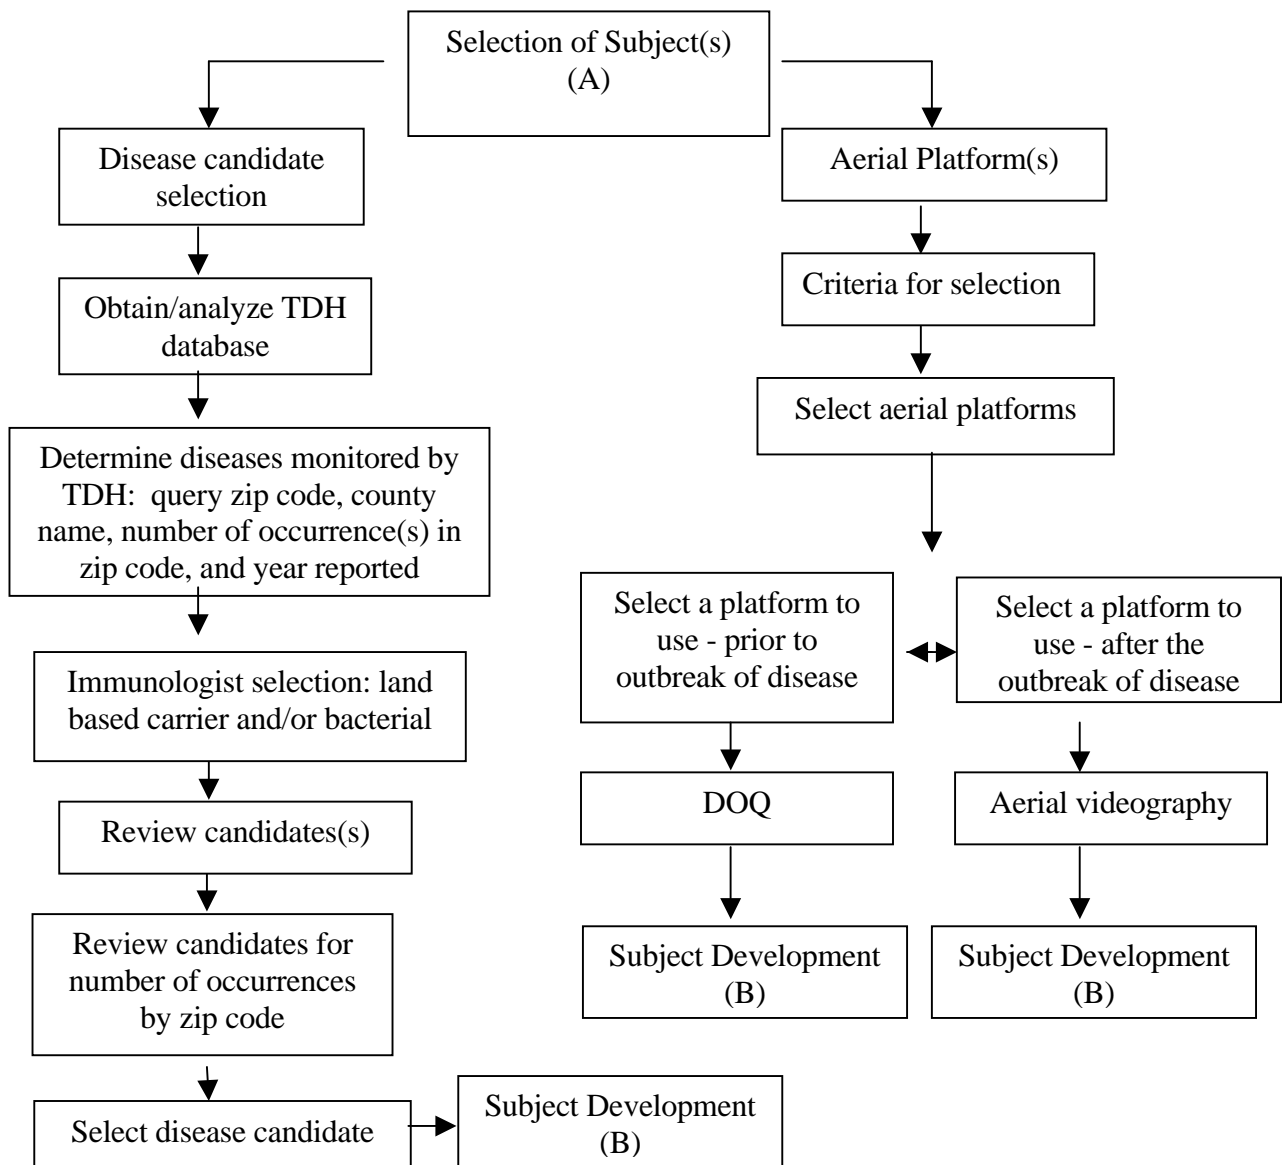 Selection of Subject(s)
(A)
Disease candidate
selection
Obtain/analyze TDH
database
Determine diseases monitored by
TDH:  query zip code, county
name, number of occurrence(s) in
zip code, and year reported
Immunologist selection: land
based carrier and/or bacterial
Review candidates(s)
Review candidates for
number of occurrences
by zip code
Select disease candidate
Subject Development
(B)
Aerial Platform(s)
Criteria for selection
Select aerial platforms
Select a platform to
use - prior to
outbreak of disease
DOQ
Subject Development
(B)
Select a platform to
use - after the
outbreak of disease
Aerial videography
Subject Development
(B)